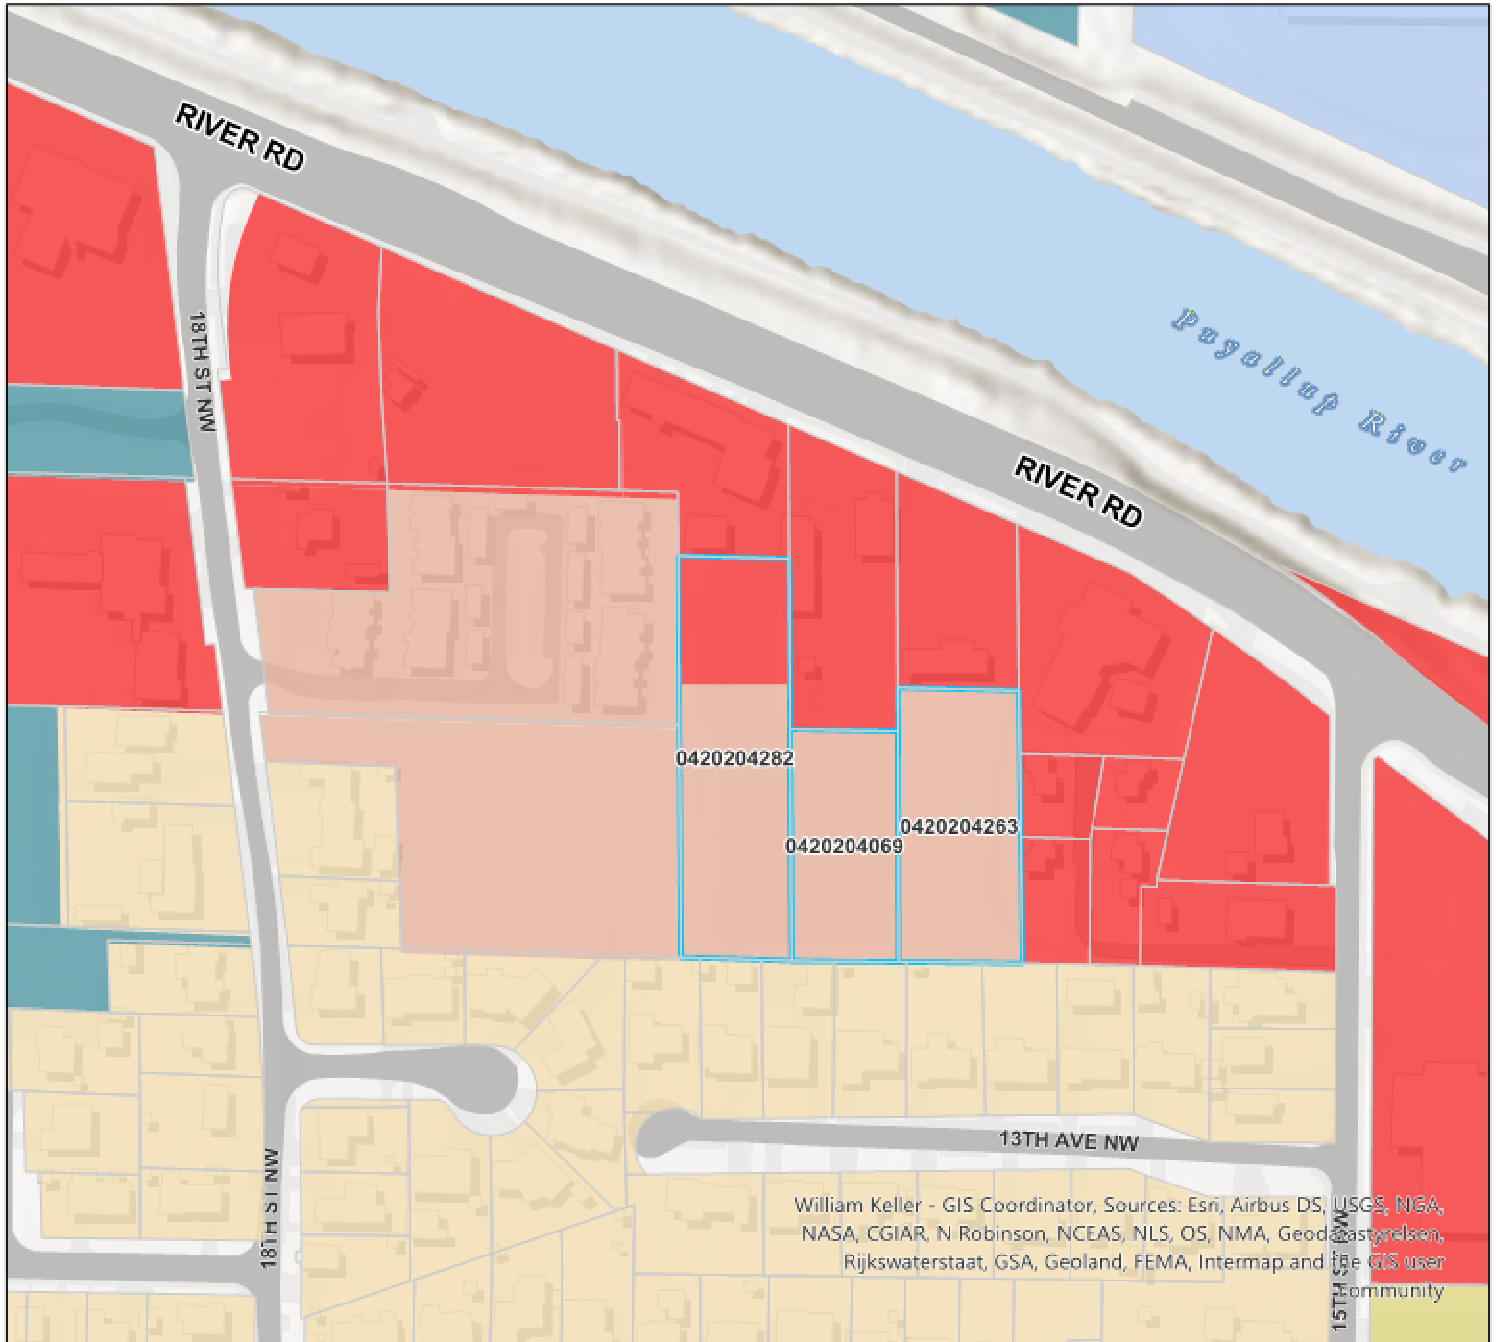 RIVER RD
18TH ST NW
Puyallup River
RIVER RD
0420204282
0420204263
0420204069
13TH AVE NW
18TH ST NW
15TH ST NW
William Keller - GIS Coordinator, Sources: Esri, Airbus DS, USGS, NGA,
NASA, CGIAR, N Robinson, NCEAS, NLS, OS, NMA, Geodatastyrelsen,
Rijkswaterstaat, GSA, Geoland, FEMA, Intermap and the GIS user
community